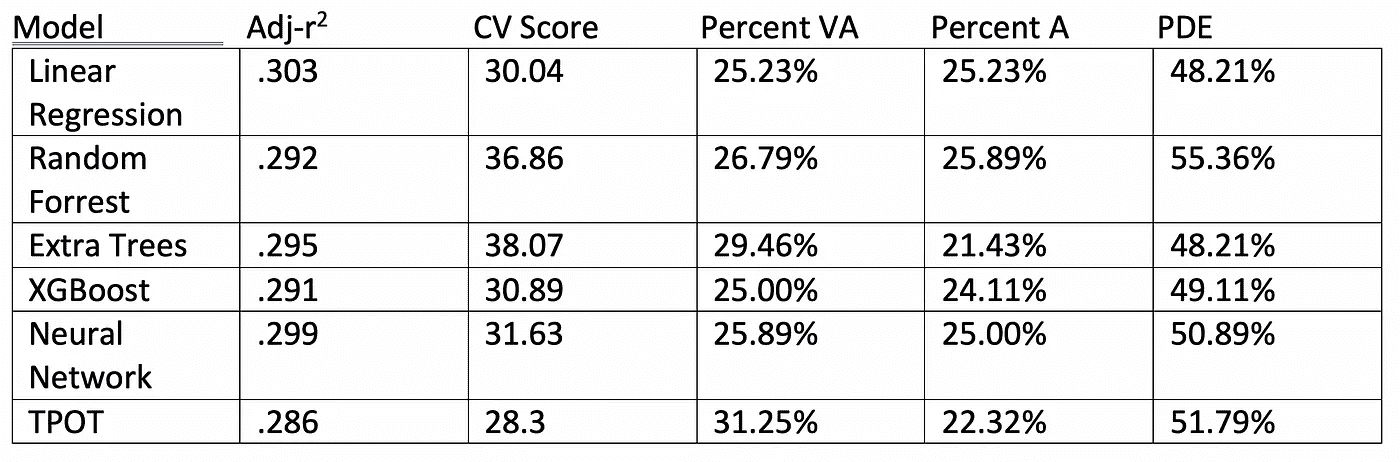 Model Adj-r² CV Score Percent VA Percent A PDE
Linear .303 30.04 25.23% 25.23% 48.21%
Regression
Random .292 36.86 26.79% 25.89% 55.36%
Forrest
Extra Trees .295 38.07 29.46% 21.43% 48.21%
XGBoost .291 30.89 25.00% 24.11% 49.11%
Neural .299 31.63 25.89% 25.00% 50.89%
Network
TPOT .286 28.3 31.25% 22.32% 51.79%